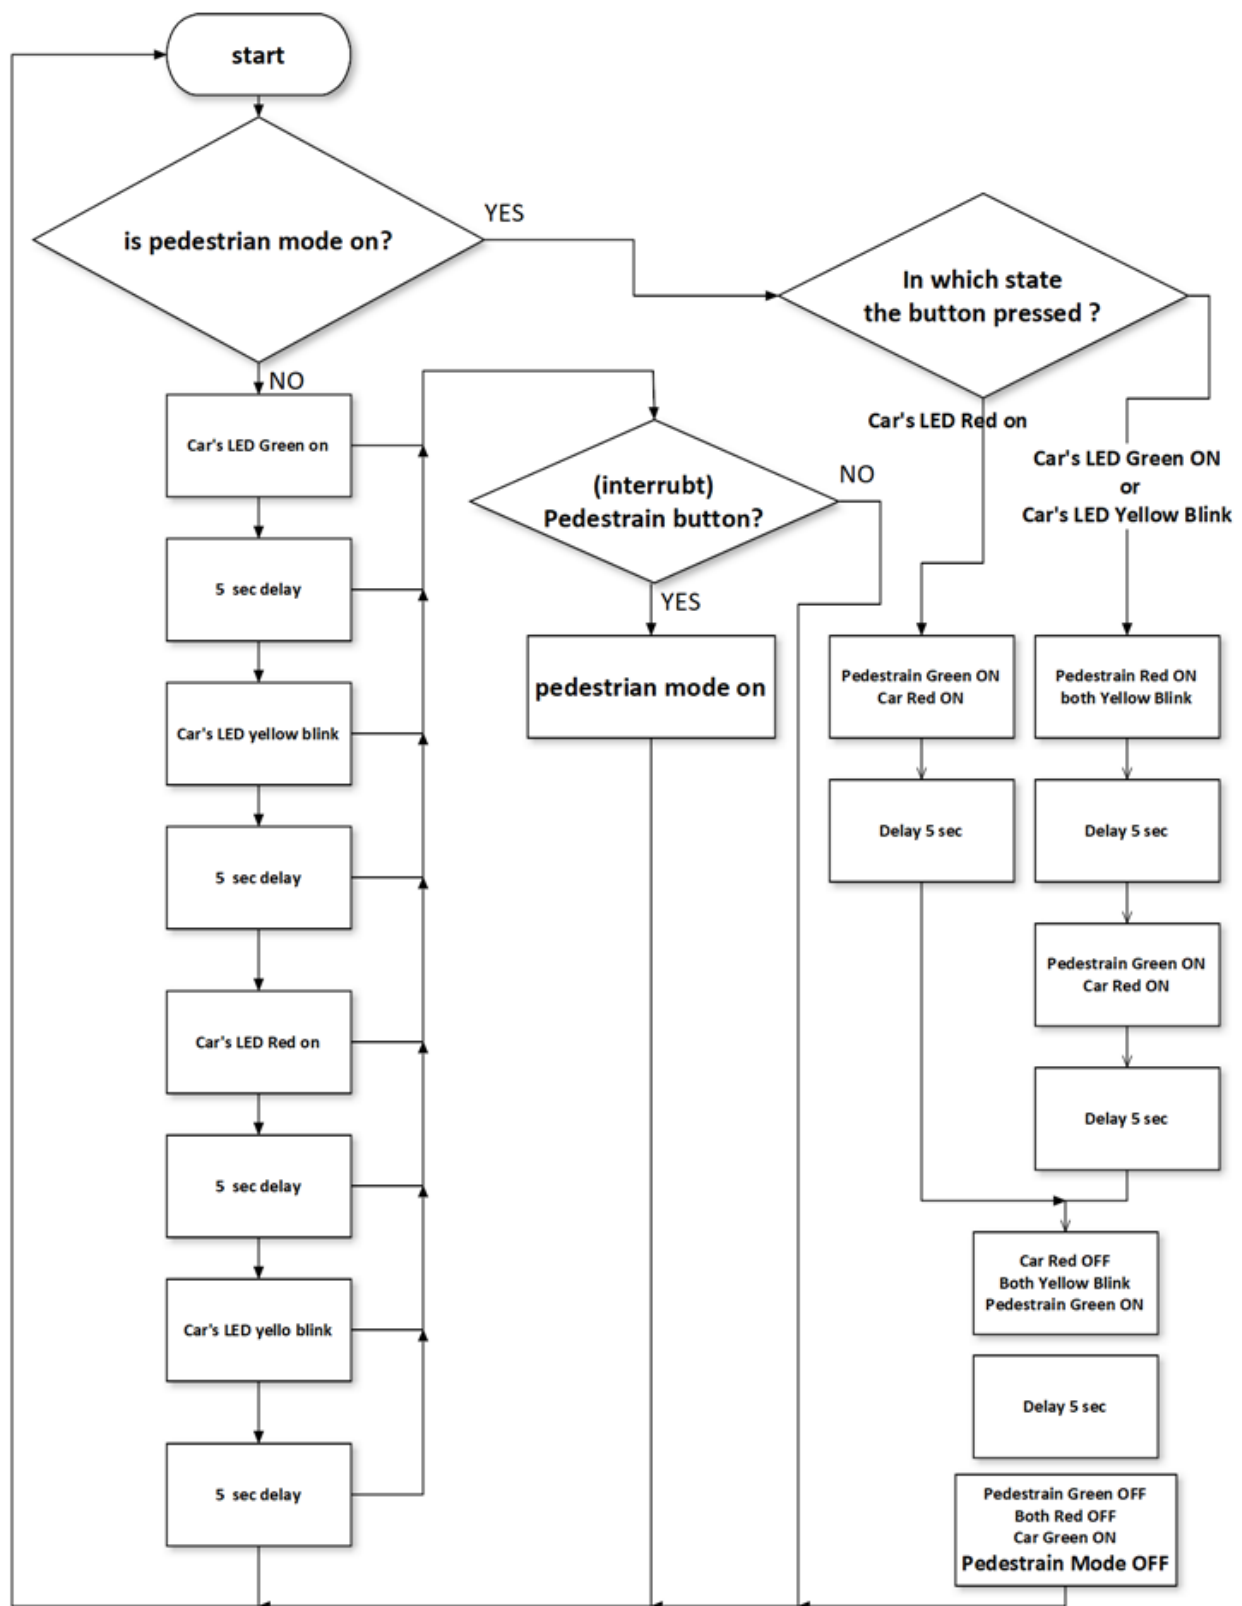 start
is pedestrian mode on?
YES
NO
In which state
the button pressed ?
Car's LED Red on
Car's LED Green ON
or
Car's LED Yellow Blink
Car's LED Green on
5 sec delay
Car's LED yellow blink
5 sec delay
Car's LED Red on
5 sec delay
Car's LED yello blink
5 sec delay
(interrubt)
Pedestrain button?
NO
YES
pedestrian mode on
Pedestrain Green ON
Car Red ON
Delay 5 sec
Pedestrain Red ON
both Yellow Blink
Delay 5 sec
Pedestrain Green ON
Car Red ON
Delay 5 sec
Car Red OFF
Both Yellow Blink
Pedestrain Green ON
Delay 5 sec
Pedestrain Green OFF
Both Red OFF
Car Green ON
Pedestrain Mode OFF